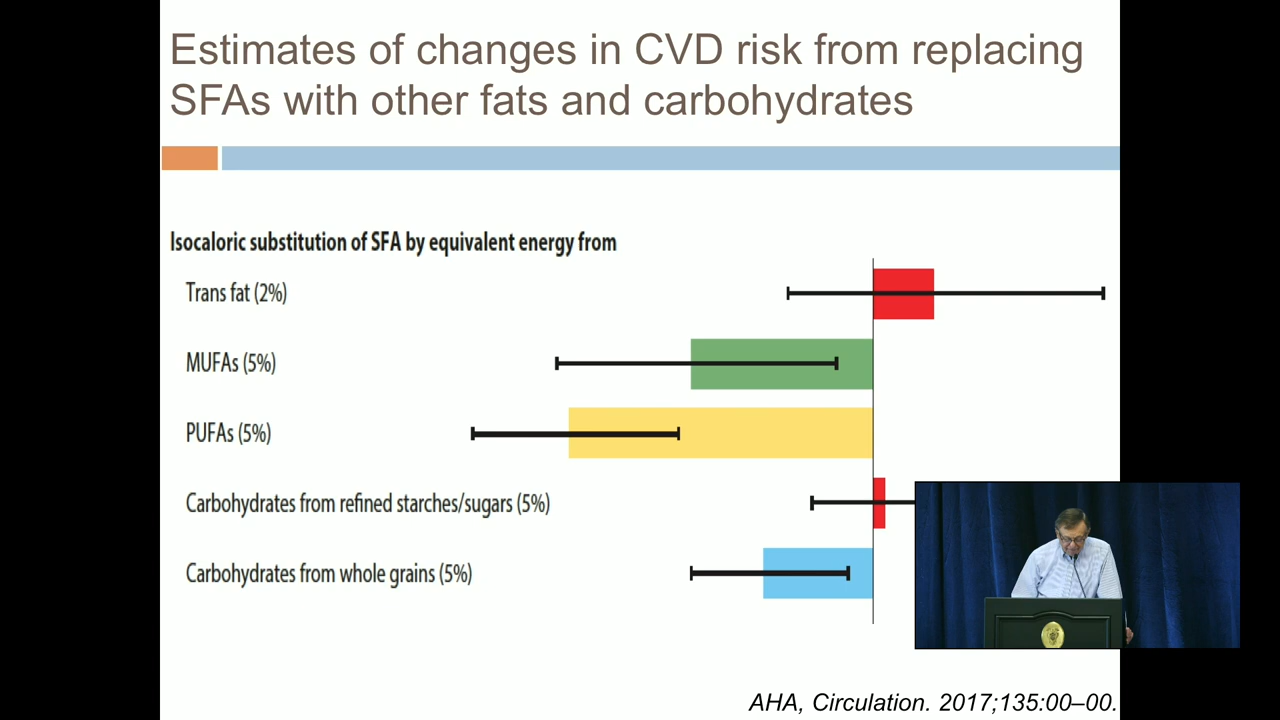 Estimates of changes in CVD risk from replacing
SFAs with other fats and carbohydrates
Isocaloric substitution of SFA by equivalent energy from
Trans fat (2%)
MUFAs (5%)
PUFAs (5%)
Carbohydrates from refined starches/sugars (5%)
Carbohydrates from whole grains (5%)
AHA, Circulation. 2017;135:00–00.